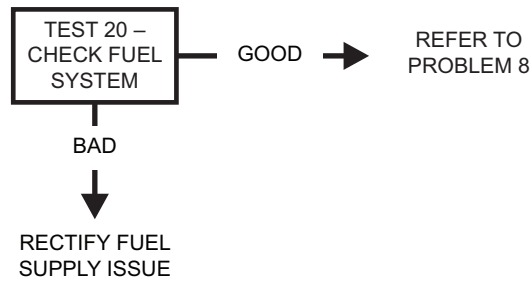 TEST 20 –
CHECK FUEL
SYSTEM
GOOD
REFER TO
PROBLEM 8
BAD
RECTIFY FUEL
SUPPLY ISSUE